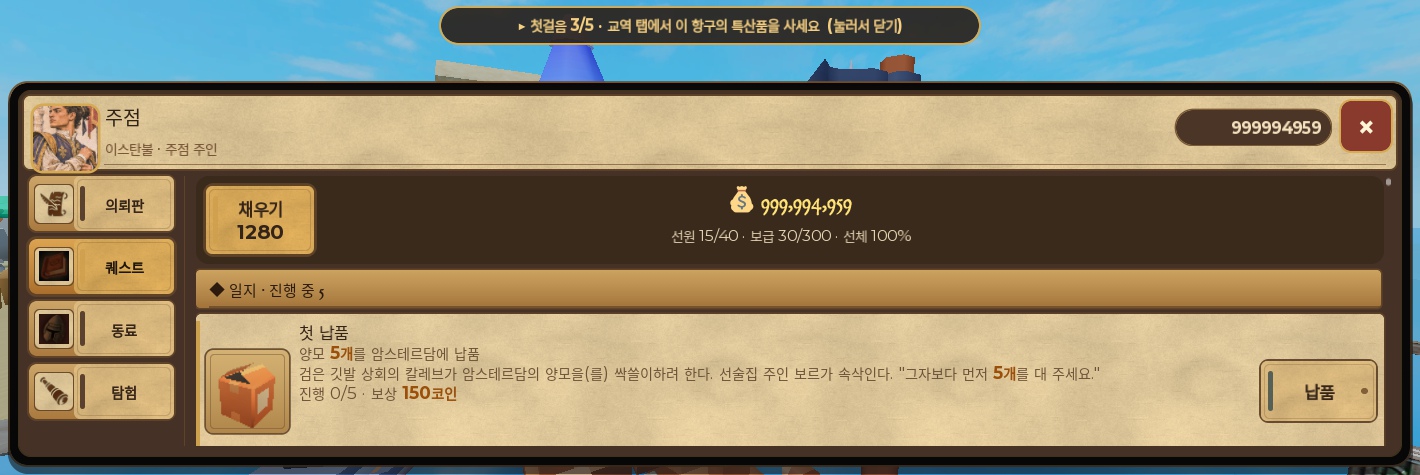 ▸ 첫걸음 3/5 · 교역 탭에서 이 항구의 특산품을 사세요 (눌러서 닫기)
주점
이스탄불 · 주점 주인
999994959
×
의뢰판
퀘스트
동료
탐험
채우기
1280
999,994,959
선원 15/40 · 보급 30/300 · 선체 100%
◆ 일지 · 진행 중 5
첫 납품
양모 5개를 암스테르담에 납품
검은 깃발 상회의 칼레브가 암스테르담의 양모을(를) 싹쓸이하려 한다. 선술집 주인 보르가 속삭인다. "그자보다 먼저 5개를 대 주세요."
진행 0/5 · 보상 150코인
납품